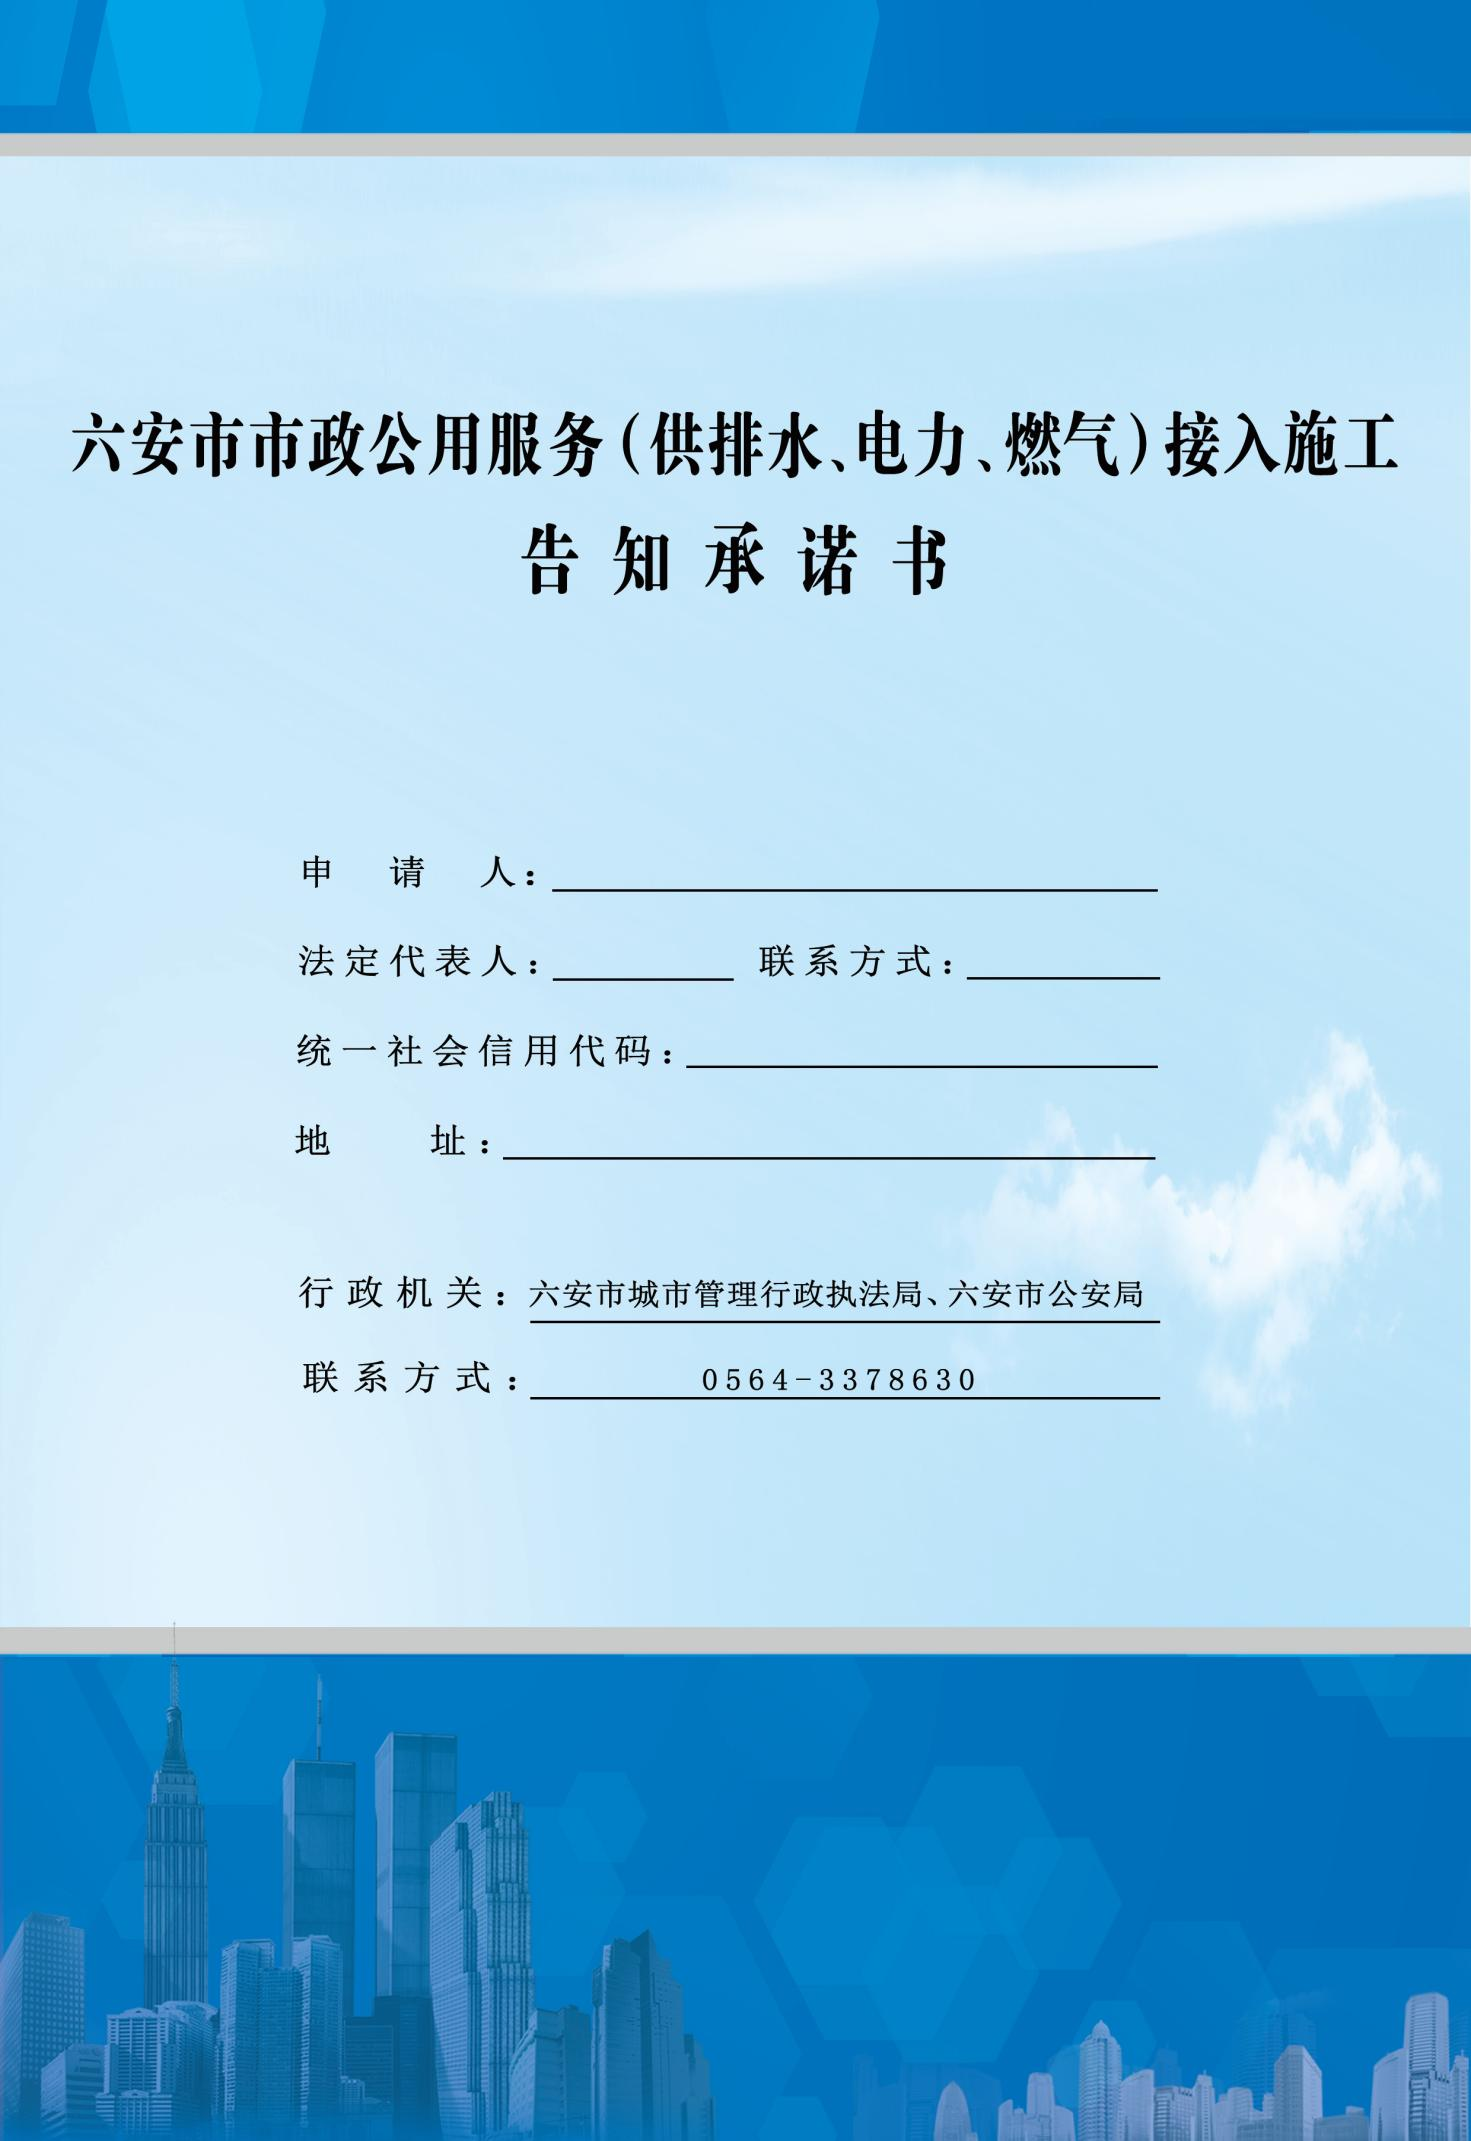 六安市市政公用服务(供排水、电力、燃气)接入施工
告知承诺书
申请人：
法定代表人： 联系方式：
统一社会信用代码：
地址：
行政机关：六安市城市管理行政执法局、六安市公安局
联系方式：0564-3378630